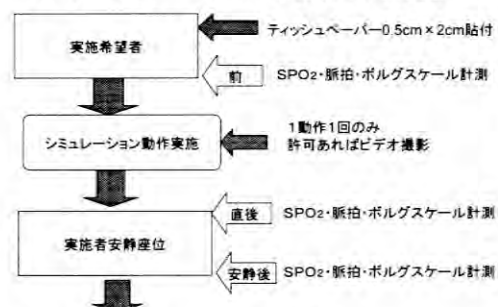 ティッシュペーパー0.5cm×2cm貼付
実施希望者
前
SPO2・脈拍・ボルグスケール計測
シミュレーション動作実施
1動作1回のみ
許可あればビデオ撮影
直後
SPO2・脈拍・ボルグスケール計測
実施者安静座位
安静後
SPO2・脈拍・ボルグスケール計測